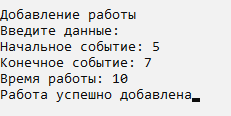 Добавление работы
Введите данные:
Начальное событие: 5
Конечное событие: 7
Время работы: 10
Работа успешно добавлена